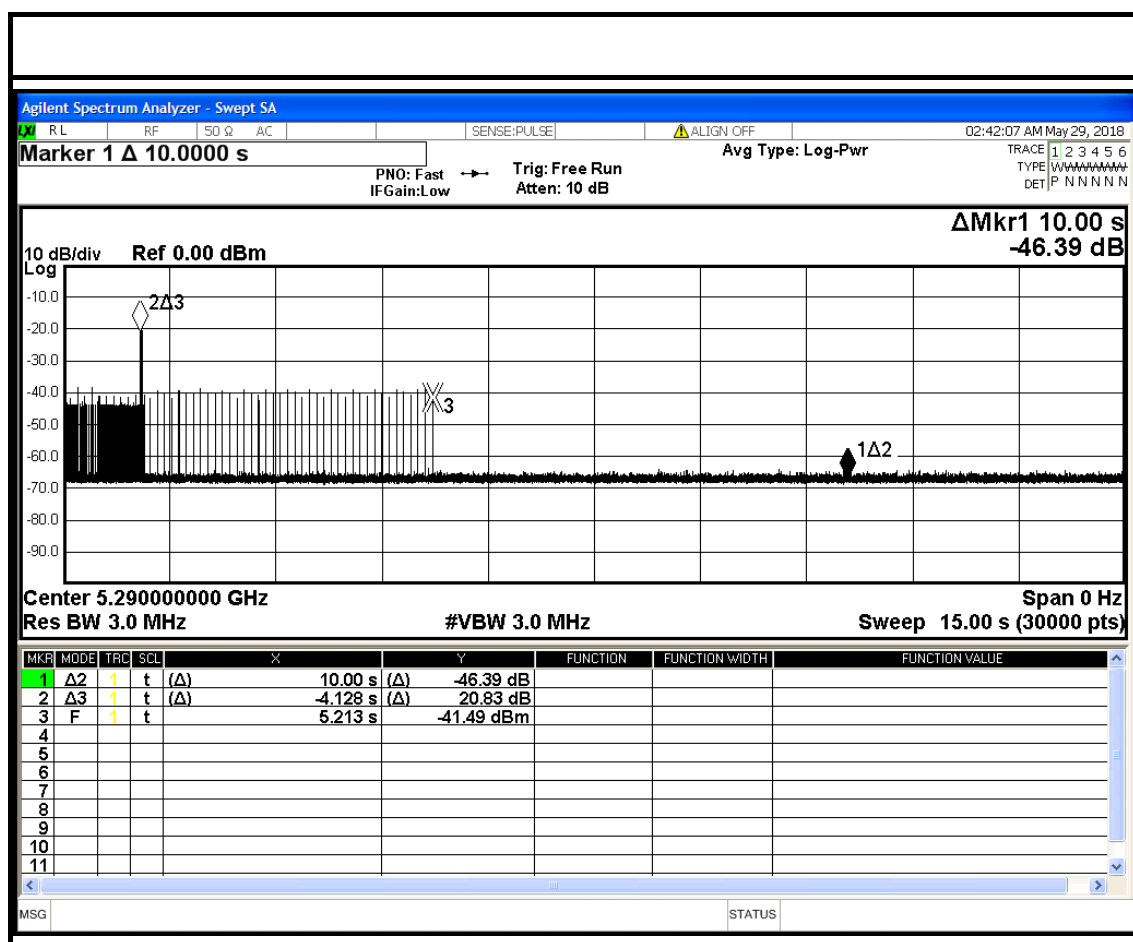 Agilent Spectrum Analyzer - Swept SA
LXI RL RF 50 Ω AC SENSE:PULSE ALIGN OFF 02:42:07 AM May 29, 2018
Marker 1 Δ 10.0000 s
PNO: Fast
IFGain:Low
Trig: Free Run
Atten: 10 dB
Avg Type: Log-Pwr
TRACE 1 2 3 4 5 6
TYPE WWWWWW
DET P N N N N N
ΔMkr1 10.00 s
-46.39 dB
10 dB/div Ref 0.00 dBm
Log
-10.0
2Δ3
-20.0
-30.0
-40.0
3
-50.0
1Δ2
-60.0
-70.0
-80.0
-90.0
Center 5.290000000 GHz Span 0 Hz
Res BW 3.0 MHz #VBW 3.0 MHz Sweep 15.00 s (30000 pts)
MKR MODE TRC SCL X Y FUNCTION FUNCTION WIDTH FUNCTION VALUE
1 Δ2 1 t (Δ) 10.00 s (Δ) -46.39 dB
2 Δ3 1 t (Δ) -4.128 s (Δ) 20.83 dB
3 F 1 t 5.213 s -41.49 dBm
4
5
6
7
8
9
10
11
MSG STATUS